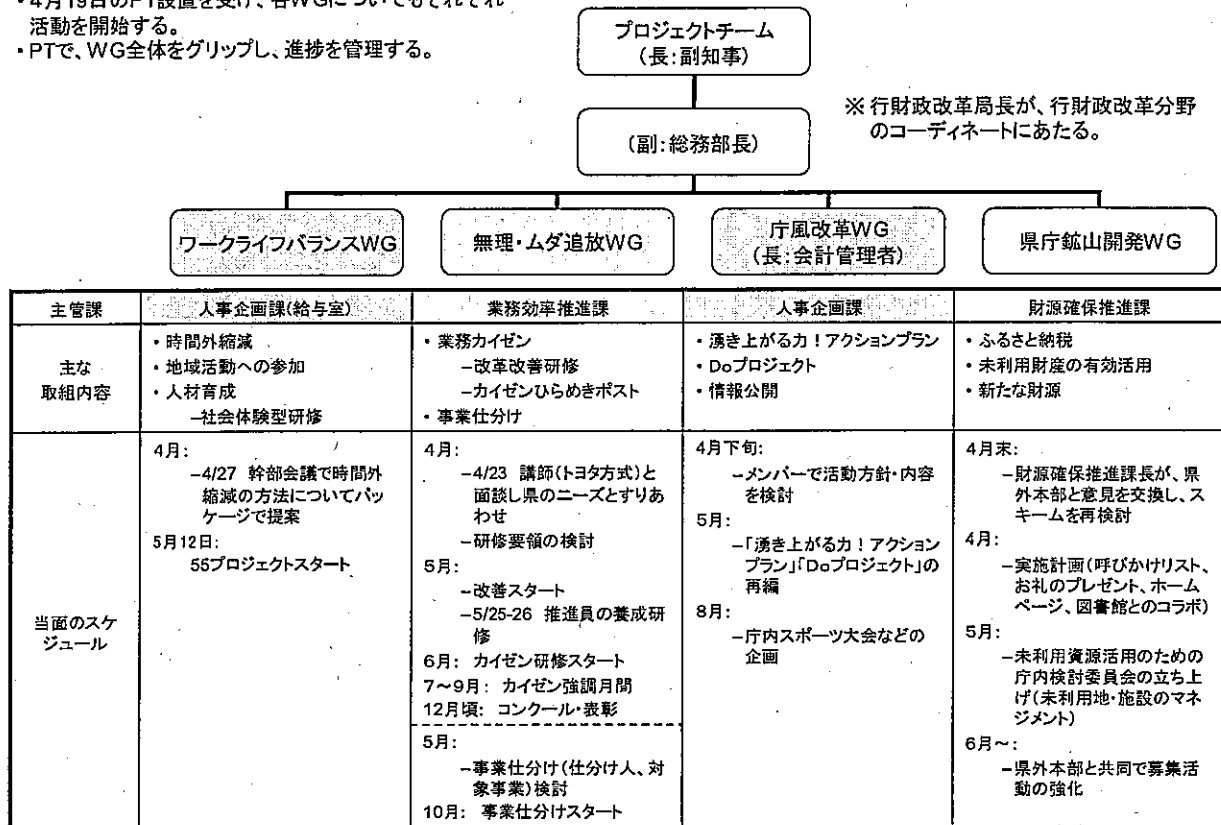 ・4月19日のPT設置を受け、各WGについてもそれぞれ
活動を開始する。
・PTで、WG全体をグリップし、進捗を管理する。
プロジェクトチーム
(長:副知事)
(副:総務部長)
※ 行財政改革局長が、行財政改革分野
のコーディネートにあたる。
ワークライフバランスWG
無理・ムダ追放WG
庁風改革WG
(長:会計管理者)
県庁鉱山開発WG
主管課
人事企画課(給与室)
業務効率推進課
人事企画課
財源確保推進課
主な
取組内容
・時間外縮減
・地域活動への参加
・人材育成
－社会体験型研修
・業務カイゼン
－改革改善研修
－カイゼンひらめきポスト
・事業仕分け
・湧き上がる力！アクションプラン
・Doプロジェクト
・情報公開
・ふるさと納税
・未利用財産の有効活用
・新たな財源
当面のスケ
ジュール
4月:
－4/27 幹部会議で時間外
縮減の方法についてパッ
ケージで提案
5月12日:
55プロジェクトスタート
4月:
－4/23 講師(トヨタ方式)と
面談し県のニーズとすりあ
わせ
－研修要領の検討
5月:
－改善スタート
－5/25-26 推進員の養成研
修
6月: カイゼン研修スタート
7～9月: カイゼン強調月間
12月頃: コンクール・表彰
5月:
－事業仕分け(仕分け人、対
象事業)検討
10月: 事業仕分けスタート
4月下旬:
－メンバーで活動方針・内容
を検討
5月:
－「湧き上がる力！アクション
プラン」「Doプロジェクト」の
再編
8月:
－庁内スポーツ大会などの
企画
4月末:
－財源確保推進課長が、県
外本部と意見を交換し、ス
キームを再検討
4月:
－実施計画(呼びかけリスト、
お礼のプレゼント、ホーム
ページ、図書館とのコラボ)
5月:
－未利用資源活用のための
庁内検討委員会の立ち上
げ(未利用地・施設のマネ
ジメント)
6月～:
－県外本部と共同で募集活
動の強化